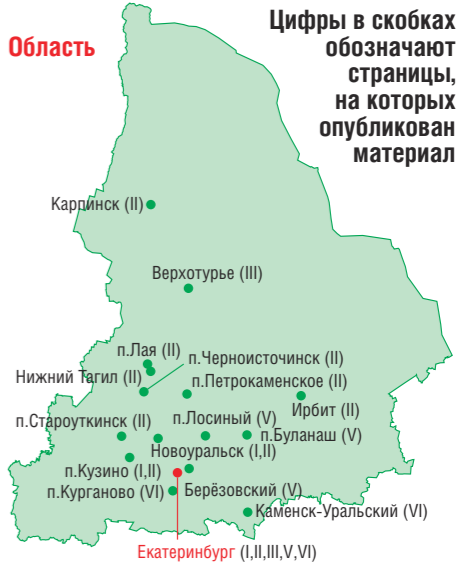 Область
Цифры в скобках
обозначают
страницы,
на которых
опубликован
материал
Карпинск (II)
Верхотурье (III)
п.Лая (II)
п.Черноисточинск (II)
Нижний Тагил (II)
п.Петрокаменское (II)
Ирбит (II)
п.Староуткинск (II)
п.Лосиный (V)
п.Буланаш (V)
Новоуральск (I,II)
п.Кузино (I,II)
п.Курганово (VI)
Берёзовский (V)
Каменск-Уральский (VI)
Екатеринбург (I,II,III,V,VI)